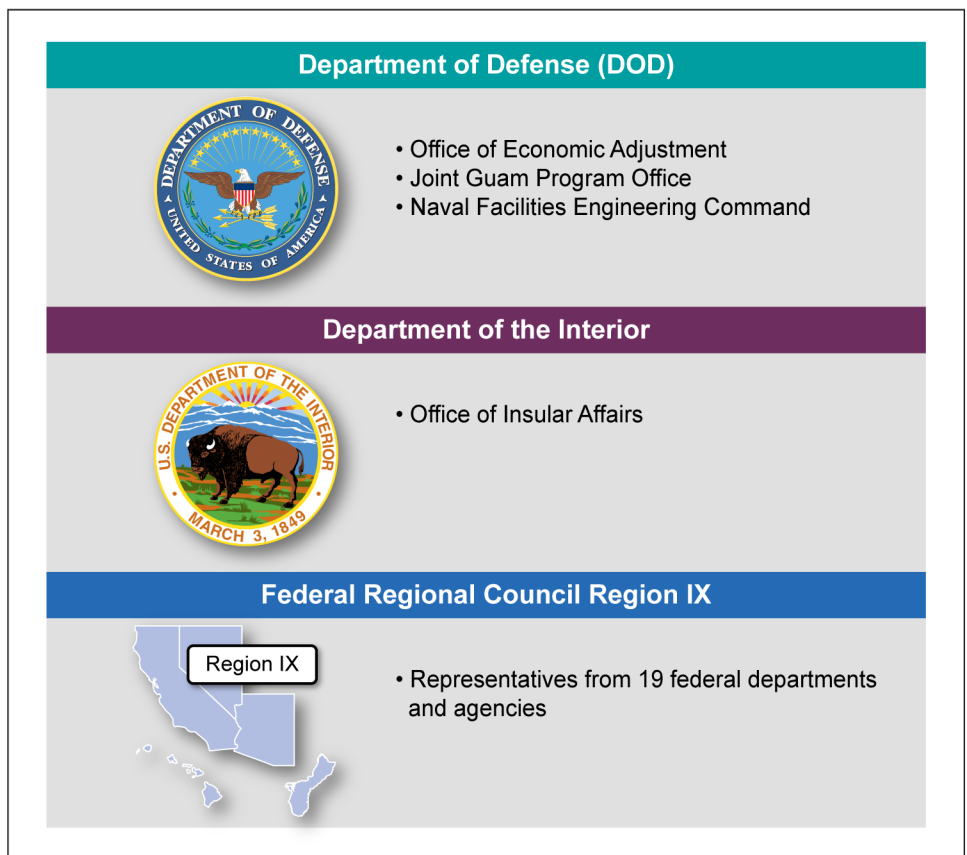 Department of Defense (DOD)
DEPARTMENT OF DEFENSE
UNITED STATES OF AMERICA
• Office of Economic Adjustment
• Joint Guam Program Office
• Naval Facilities Engineering Command
Department of the Interior
U.S. DEPARTMENT OF THE INTERIOR
MARCH 3, 1849
• Office of Insular Affairs
Federal Regional Council Region IX
Region IX
• Representatives from 19 federal departments
and agencies